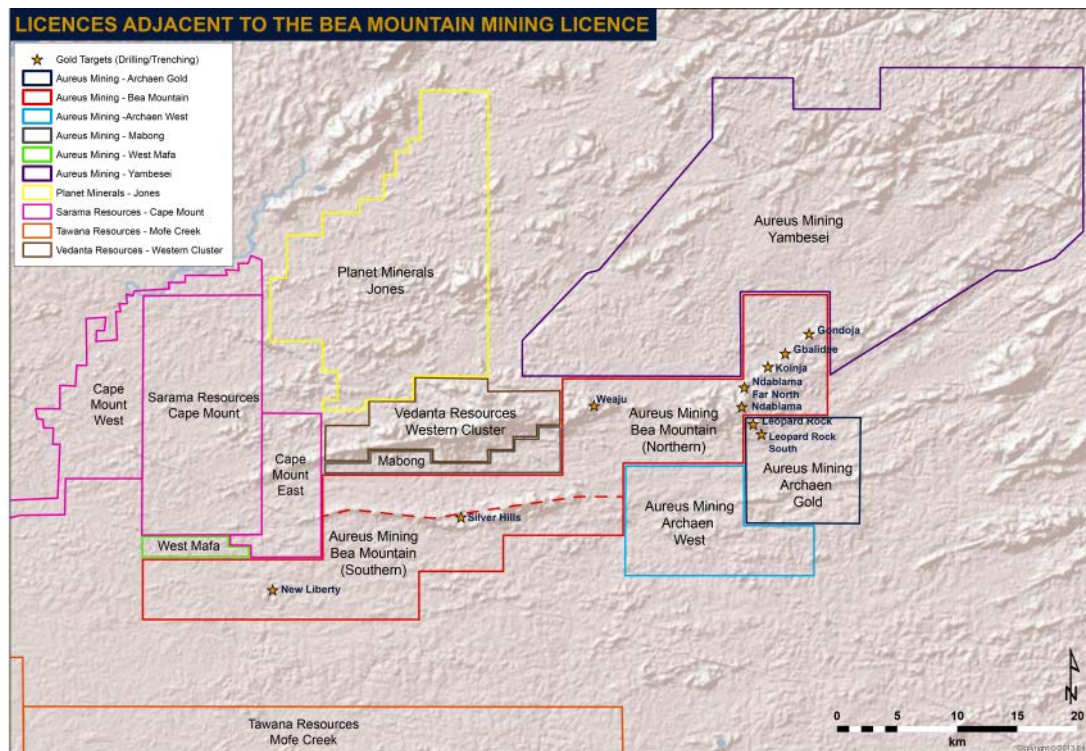 LICENCES ADJACENT TO THE BEA MOUNTAIN MINING LICENCE
Gold Targets (Drilling/Trenching)
Aureus Mining - Archaen Gold
Aureus Mining - Bea Mountain
Aureus Mining -Archaen West
Aureus Mining - Mabong
Aureus Mining - West Mafa
Aureus Mining - Yambesei
Planet Minerals - Jones
Sarama Resources - Cape Mount
Tawana Resources - Mofe Creek
Vedanta Resources - Western Cluster
Aureus Mining
Yambesei
Planet Minerals
Jones
Gondoja
Gbalidee
Koinja
Ndablama
Far North
Ndablama
Leopard Rock
Leopard Rock
South
Cape
Mount
West
Sarama Resources
Cape Mount
Vedanta Resources
Western Cluster
Weaju
Aureus Mining
Bea Mountain
(Northern)
Mabong
Cape
Mount
East
Aureus Mining
Archaen
Gold
Aureus Mining
Archaen
West
Silver Hills
Aureus Mining
Bea Mountain
(Southern)
West Mafa
New Liberty
Tawana Resources
Mofe Creek
N
0 5 10 15 20
km